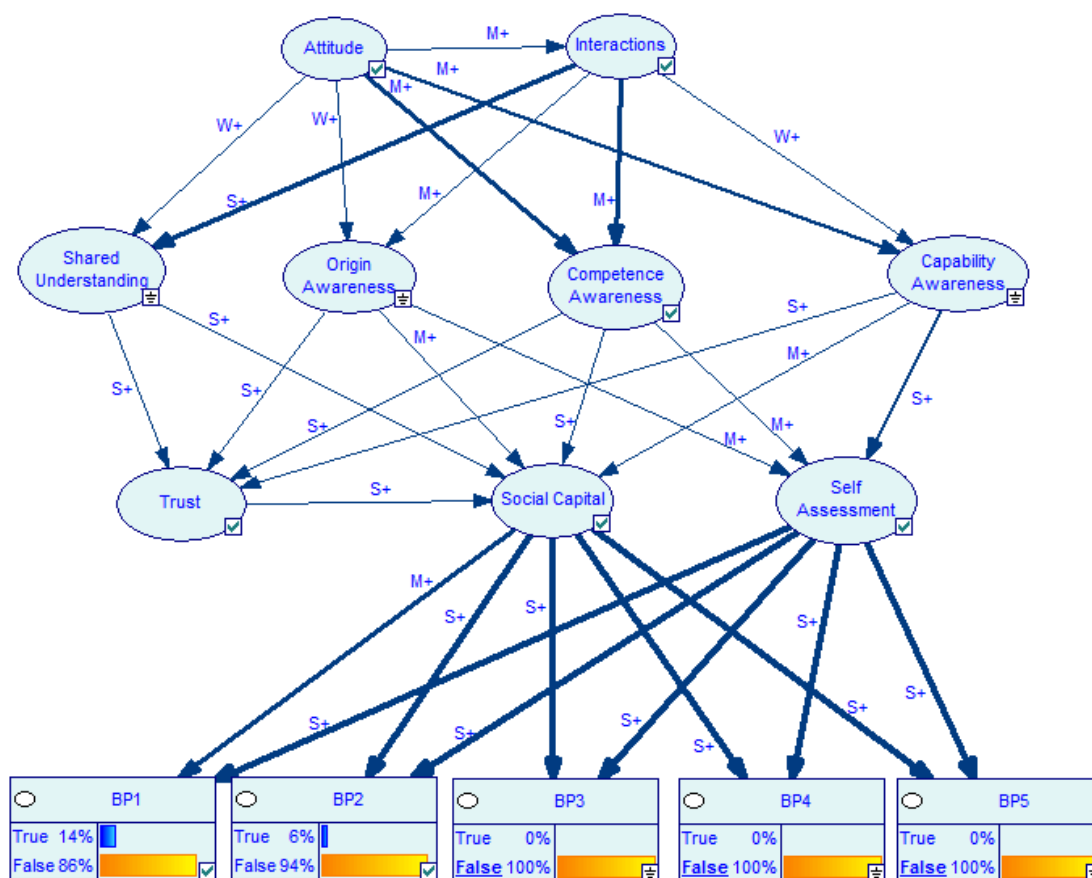 Attitude
Interactions
M+
M+
M+
W+
W+
W+
S+
M+
M+
Shared
Understanding
Origin
Awareness
Competence
Awareness
Capability
Awareness
S+
S+
M+
S+
M+
S+
S+
S+
S+
M+
M+
S+
Trust
Social Capital
Self
Assessment
M+
S+
S+
S+
S+
S+
S+
S+
S+
S+
BP1
True 14%
False 86%
BP2
True 6%
False 94%
BP3
True 0%
False 100%
BP4
True 0%
False 100%
BP5
True 0%
False 100%